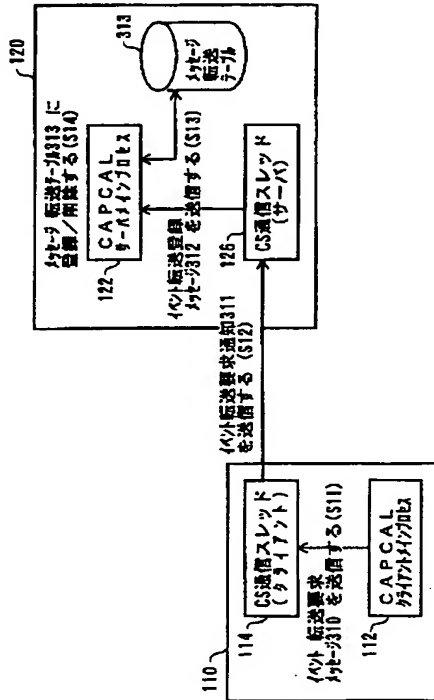 120
313
メッセージ
転送
テーブル
メッセージ転送テーブル313 に
登録／削除する(S14)
CAPCAL
サーバメインプロセス
122
イベント転送登録
メッセージ312 を送信する(S13)
CS通信スレッド
(サーバ)
126
イベント転送要求通知311
を送信する (S12)
110
CS通信スレッド
(クライアント)
114
イベント転送要求
メッセージ310 を送信する(S11)
CAPCAL
クライアントメインプロセス
112